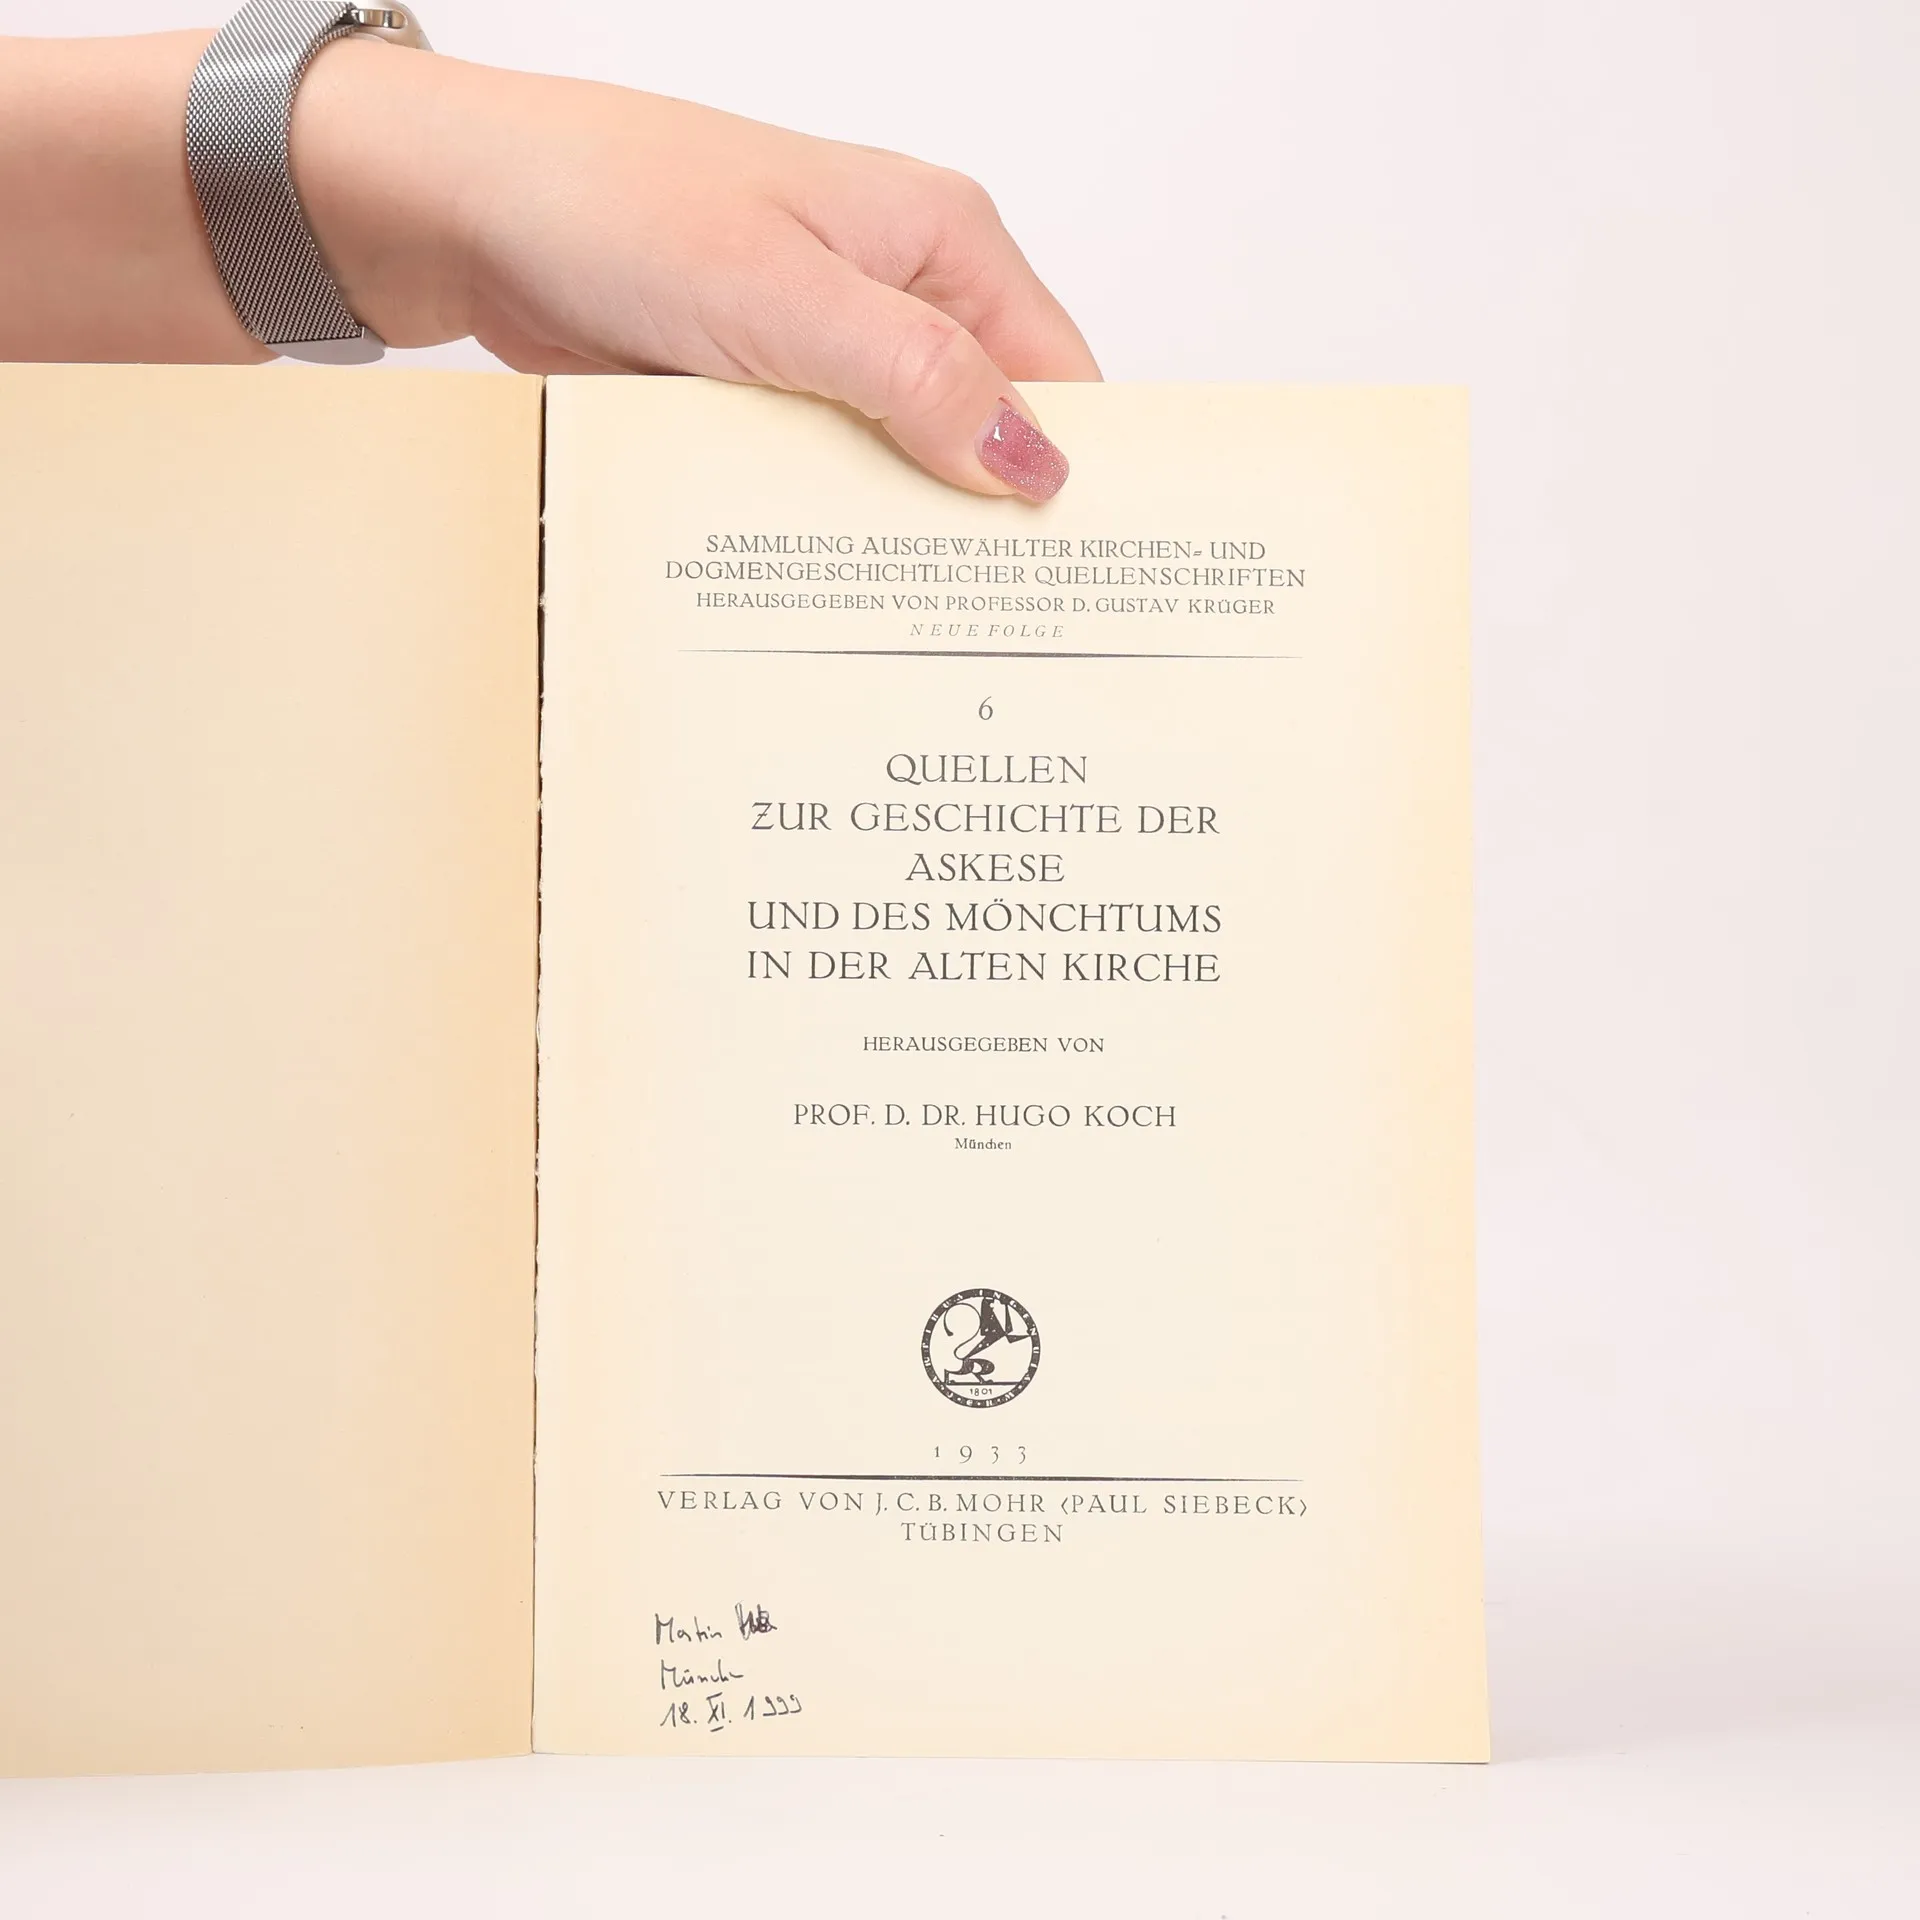 SAMMLUNG AUSGEWÄHLTER KIRCHEN= UND
DOGMENGESCHICHTLICHER QUELLENSCHRIFTEN
HERAUSGEGEBEN VON PROFESSOR D. GUSTAV KRÜGER
NEUE FOLGE
6
QUELLEN
ZUR GESCHICHTE DER
ASKESE
UND DES MÖNCHTUMS
IN DER ALTEN KIRCHE
HERAUSGEGEBEN VON
PROF. D. DR. HUGO KOCH
München
1801
1933
VERLAG VON J. C. B. MOHR ‹PAUL SIEBECK›
TÜBINGEN
Martin
18. XI. 1999